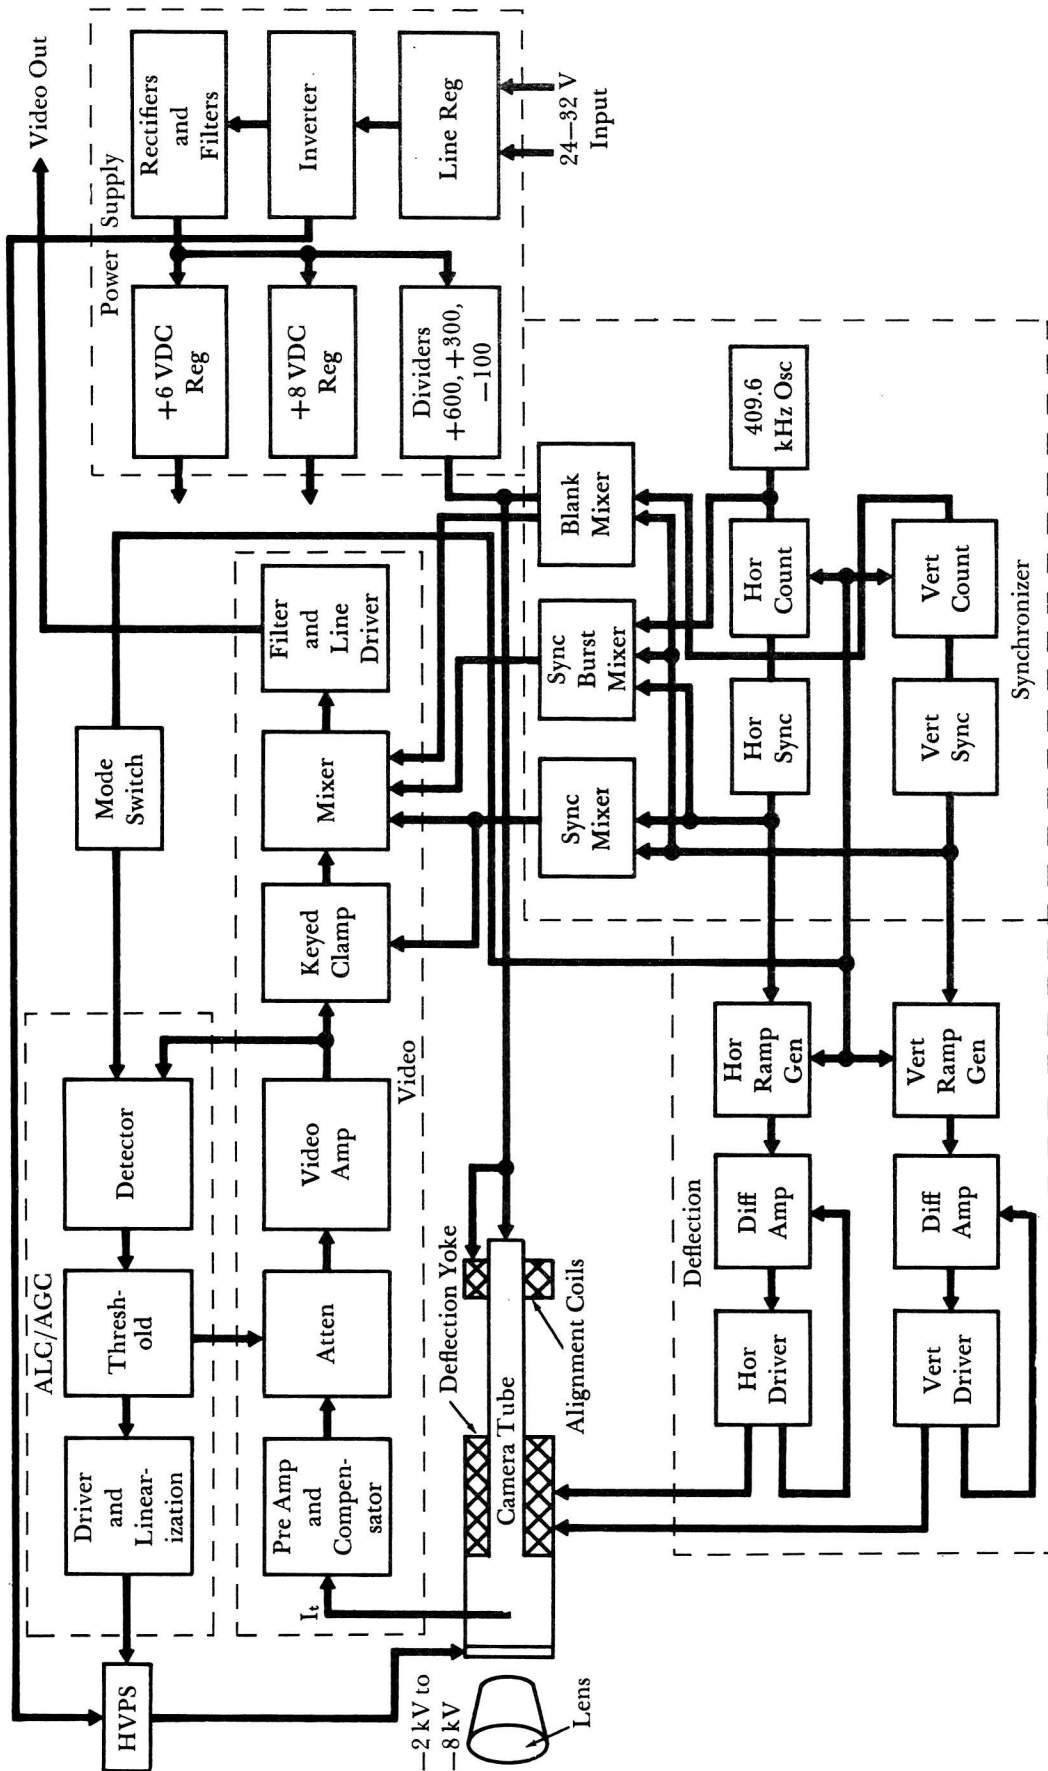 HVPS
−2 kV to
−8 kV
Lens
ALC/AGC
Driver
and
Linear-
ization
Thresh-
old
Detector
Mode
Switch
Video Out
It
Pre Amp
and
Compen-
sator
Atten
Video
Amp
Keyed
Clamp
Mixer
Filter
and
Line
Driver
Video
Power Supply
+6 VDC
Reg
Rectifiers
and
Filters
+8 VDC
Reg
Inverter
Dividers
+600, +300,
−100
Line Reg
24–32 V
Input
Deflection Yoke
Camera Tube
Alignment Coils
Sync
Mixer
Sync
Burst
Mixer
Blank
Mixer
Deflection
Hor
Driver
Diff
Amp
Hor
Ramp
Gen
Hor
Sync
Hor
Count
409.6
kHz Osc
Vert
Driver
Diff
Amp
Vert
Ramp
Gen
Vert
Sync
Vert
Count
Synchronizer